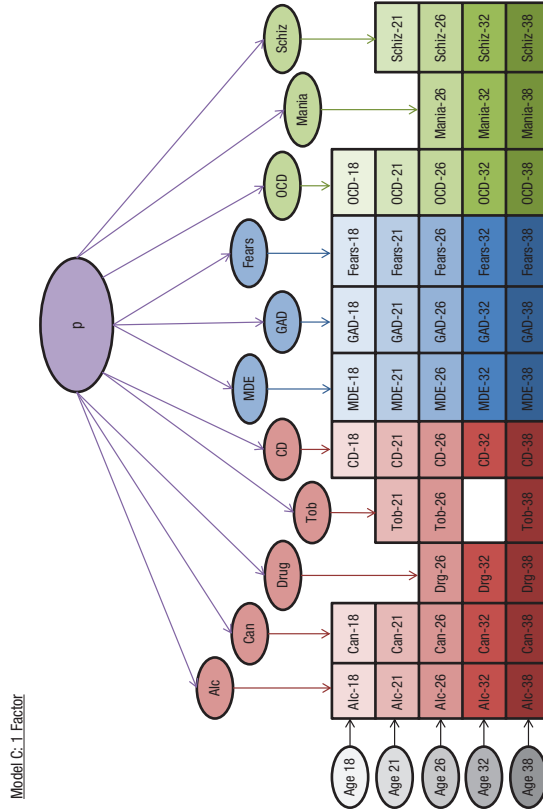 Model C: 1 Factor
p
Alc
Can
Drug
Tob
CD
MDE
GAD
Fears
OCD
Mania
Schiz
Age 18
Alc-18
Can-18
CD-18
MDE-18
GAD-18
Fears-18
OCD-18
Age 21
Alc-21
Can-21
Tob-21
CD-21
MDE-21
GAD-21
Fears-21
OCD-21
Schiz-21
Age 26
Alc-26
Can-26
Drg-26
Tob-26
CD-26
MDE-26
GAD-26
Fears-26
OCD-26
Mania-26
Schiz-26
Age 32
Alc-32
Can-32
Drg-32
CD-32
MDE-32
GAD-32
Fears-32
OCD-32
Mania-32
Schiz-32
Age 38
Alc-38
Can-38
Drg-38
Tob-38
CD-38
MDE-38
GAD-38
Fears-38
OCD-38
Mania-38
Schiz-38